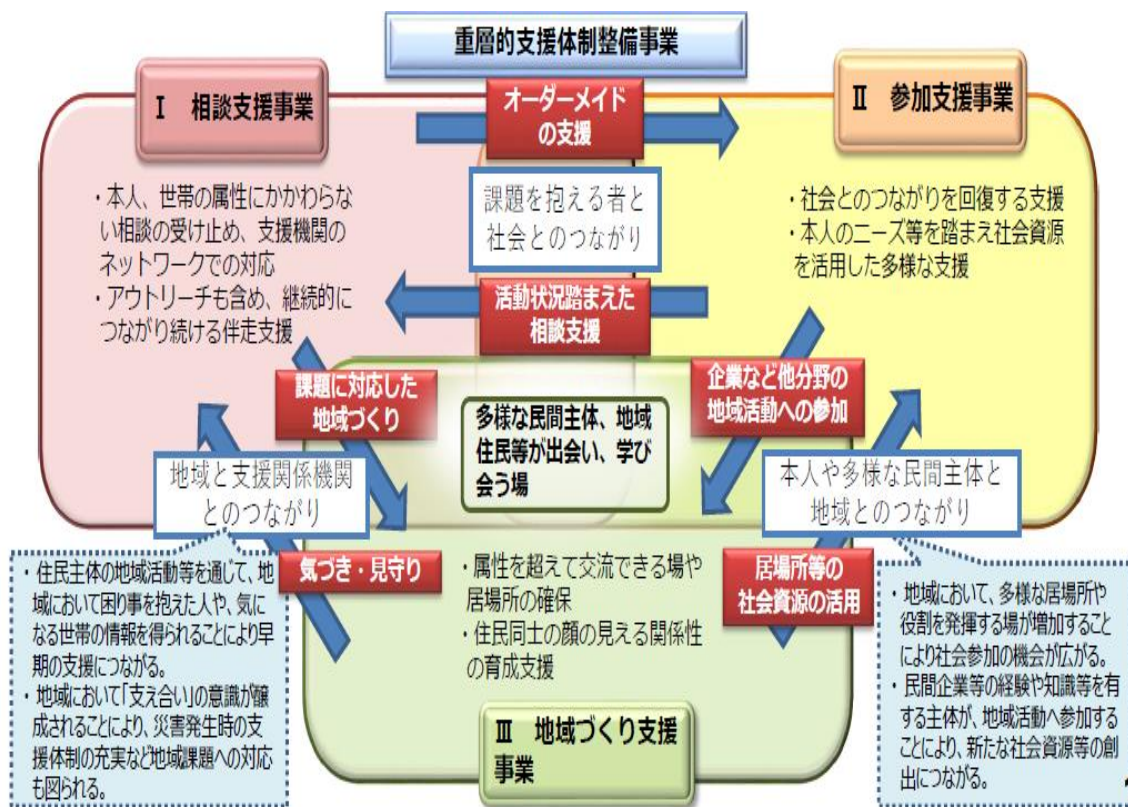 重層的支援体制整備事業
Ⅰ 相談支援事業
オーダーメイド
の支援
Ⅱ 参加支援事業
・本人、世帯の属性にかかわらな
い相談の受け止め、支援機関の
ネットワークでの対応
・アウトリーチも含め、継続的に
つながり続ける伴走支援
課題を抱える者と
社会とのつながり
・社会とのつながりを回復する支援
・本人のニーズ等を踏まえ社会資源
を活用した多様な支援
活動状況踏まえた
相談支援
課題に対応した
地域づくり
企業など他分野の
地域活動への参加
多様な民間主体、地域
住民等が出会い、学び
会う場
地域と支援関係機関
とのつながり
本人や多様な民間主体と
地域とのつながり
気づき・見守り
・属性を超えて交流できる場や
居場所の確保
・住民同士の顔の見える関係性
の育成支援
居場所等の
社会資源の活用
・住民主体の地域活動等を通じて、地
域において困り事を抱えた人や、気に
なる世帯の情報を得られることにより早
期の支援につながる。
・地域において「支え合い」の意識が醸
成されることにより、災害発生時の支
援体制の充実など地域課題への対応
も図られる。
・地域において、多様な居場所や
役割を発揮する場が増加すること
により社会参加の機会が広がる。
・民間企業等の経験や知識等を有
する主体が、地域活動へ参加する
ことにより、新たな社会資源等の創
出につながる。
Ⅲ 地域づくり支援
事業